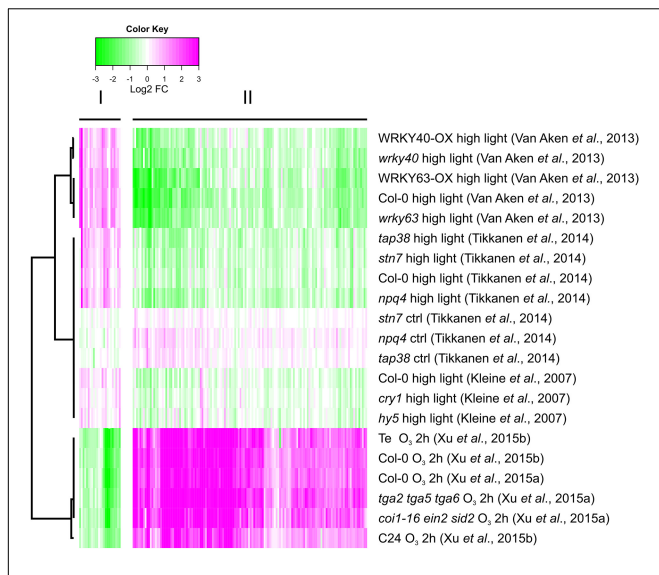 Color Key
-3 -2 -1 0 1 2 3
Log2 FC
I II
WRKY40-OX high light (Van Aken et al., 2013)
wrky40 high light (Van Aken et al., 2013)
WRKY63-OX high light (Van Aken et al., 2013)
Col-0 high light (Van Aken et al., 2013)
wrky63 high light (Van Aken et al., 2013)
tap38 high light (Tikkanen et al., 2014)
stn7 high light (Tikkanen et al., 2014)
Col-0 high light (Tikkanen et al., 2014)
npq4 high light (Tikkanen et al., 2014)
stn7 ctrl (Tikkanen et al., 2014)
npq4 ctrl (Tikkanen et al., 2014)
tap38 ctrl (Tikkanen et al., 2014)
Col-0 high light (Kleine et al., 2007)
cry1 high light (Kleine et al., 2007)
hy5 high light (Kleine et al., 2007)
Te O₃ 2h (Xu et al., 2015b)
Col-0 O₃ 2h (Xu et al., 2015b)
Col-0 O₃ 2h (Xu et al., 2015a)
tga2 tga5 tga6 O₃ 2h (Xu et al., 2015a)
coi1-16 ein2 sid2 O₃ 2h (Xu et al., 2015a)
C24 O₃ 2h (Xu et al., 2015b)